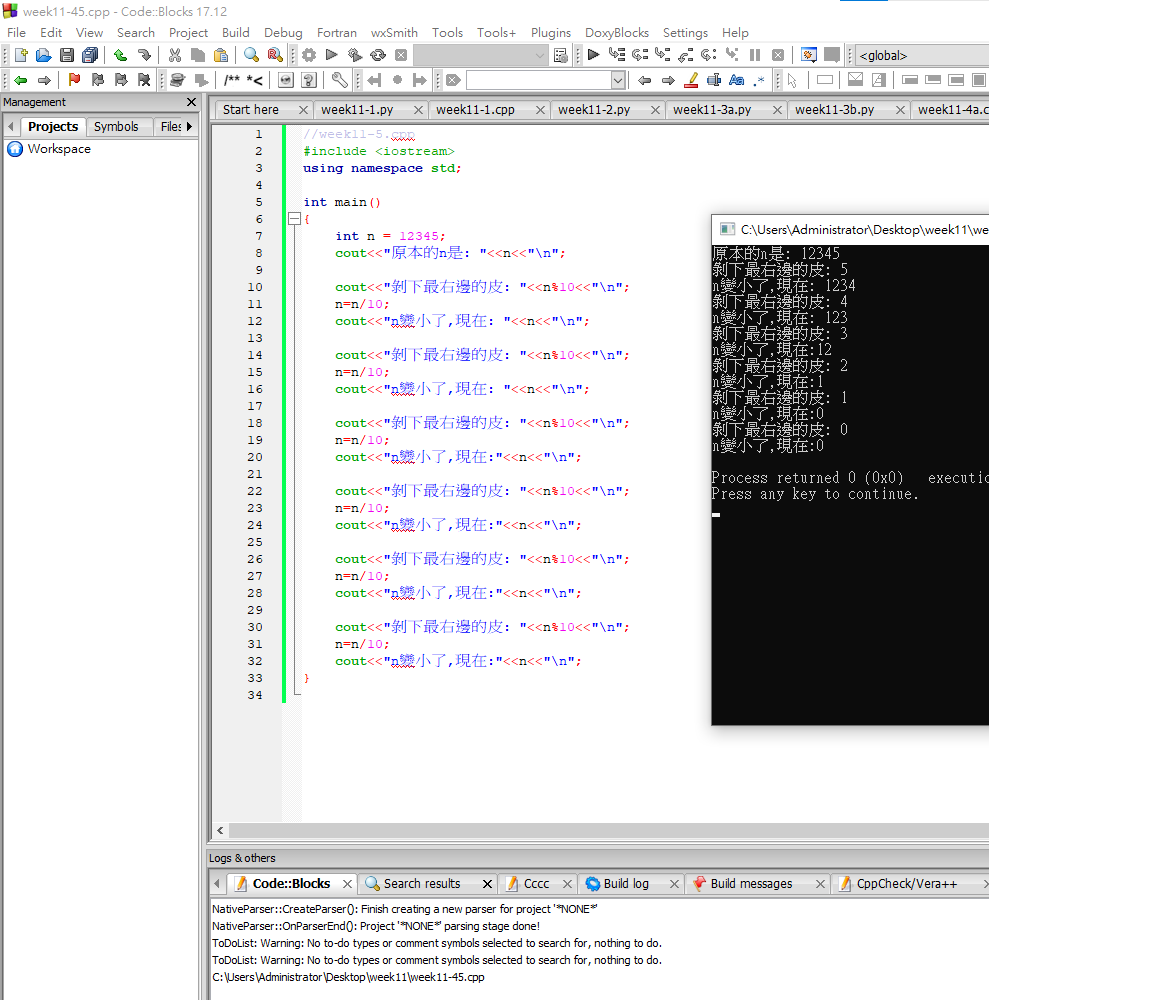 week11-45.cpp - Code::Blocks 17.12
File Edit View Search Project Build Debug Fortran wxSmith Tools Tools+ Plugins DoxyBlocks Settings Help
<global>
/** *<
Management
Projects Symbols Files
Workspace
Start here week11-1.py week11-1.cpp week11-2.py week11-3a.py week11-3b.py week11-4a.c
1 //week11-5.cpp
2 #include <iostream>
3 using namespace std;
4
5 int main()
6 {
7 int n = 12345;
8 cout<<"原本的n是: "<<n<<"\n";
9
10 cout<<"剝下最右邊的皮: "<<n%10<<"\n";
11 n=n/10;
12 cout<<"n變小了,現在: "<<n<<"\n";
13
14 cout<<"剝下最右邊的皮: "<<n%10<<"\n";
15 n=n/10;
16 cout<<"n變小了,現在: "<<n<<"\n";
17
18 cout<<"剝下最右邊的皮: "<<n%10<<"\n";
19 n=n/10;
20 cout<<"n變小了,現在:"<<n<<"\n";
21
22 cout<<"剝下最右邊的皮: "<<n%10<<"\n";
23 n=n/10;
24 cout<<"n變小了,現在:"<<n<<"\n";
25
26 cout<<"剝下最右邊的皮: "<<n%10<<"\n";
27 n=n/10;
28 cout<<"n變小了,現在:"<<n<<"\n";
29
30 cout<<"剝下最右邊的皮: "<<n%10<<"\n";
31 n=n/10;
32 cout<<"n變小了,現在:"<<n<<"\n";
33 }
34
C:\Users\Administrator\Desktop\week11\we
原本的n是: 12345
剝下最右邊的皮: 5
n變小了,現在: 1234
剝下最右邊的皮: 4
n變小了,現在: 123
剝下最右邊的皮: 3
n變小了,現在:12
剝下最右邊的皮: 2
n變小了,現在:1
剝下最右邊的皮: 1
n變小了,現在:0
剝下最右邊的皮: 0
n變小了,現在:0
Process returned 0 (0x0) executio
Press any key to continue.
Logs & others
Code::Blocks Search results Cccc Build log Build messages CppCheck/Vera++
NativeParser::CreateParser(): Finish creating a new parser for project '*NONE*'
NativeParser::OnParserEnd(): Project '*NONE*' parsing stage done!
ToDoList: Warning: No to-do types or comment symbols selected to search for, nothing to do.
ToDoList: Warning: No to-do types or comment symbols selected to search for, nothing to do.
C:\Users\Administrator\Desktop\week11\week11-45.cpp